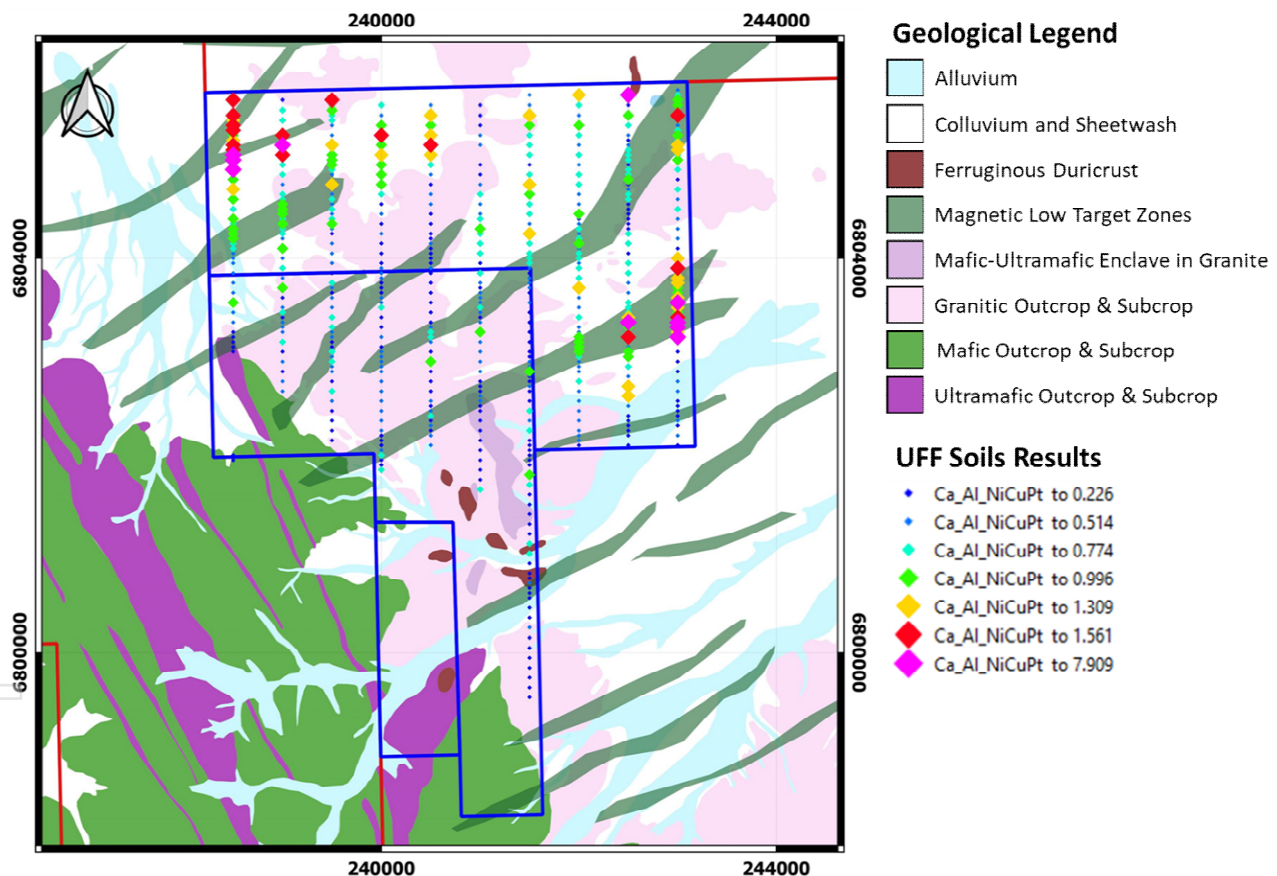 240000
244000
Geological Legend
Alluvium
Colluvium and Sheetwash
Ferruginous Duricrust
Magnetic Low Target Zones
Mafic-Ultramafic Enclave in Granite
Granitic Outcrop & Subcrop
Mafic Outcrop & Subcrop
Ultramafic Outcrop & Subcrop
6804000
6804000
UFF Soils Results
Ca_Al_NiCuPt to 0.226
Ca_Al_NiCuPt to 0.514
Ca_Al_NiCuPt to 0.774
Ca_Al_NiCuPt to 0.996
Ca_Al_NiCuPt to 1.309
Ca_Al_NiCuPt to 1.561
Ca_Al_NiCuPt to 7.909
6800000
6800000
240000
244000